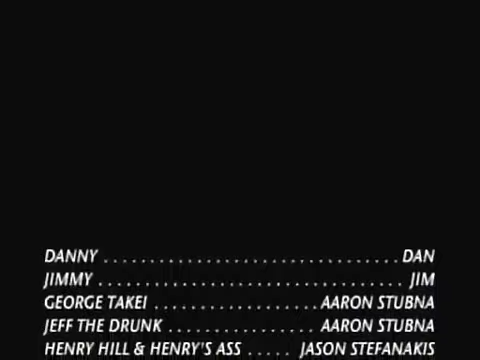 DANNY . . . . . . . . . . . . . . . . . . . . . . . . . . . . . . . . DAN
JIMMY . . . . . . . . . . . . . . . . . . . . . . . . . . . . . . . . . JIM
GEORGE TAKEI . . . . . . . . . . . . . . . . . . AARON STUBNA
JEFF THE DRUNK . . . . . . . . . . . . . . . . AARON STUBNA
HENRY HILL & HENRY'S ASS . . . . . JASON STEFANAKIS